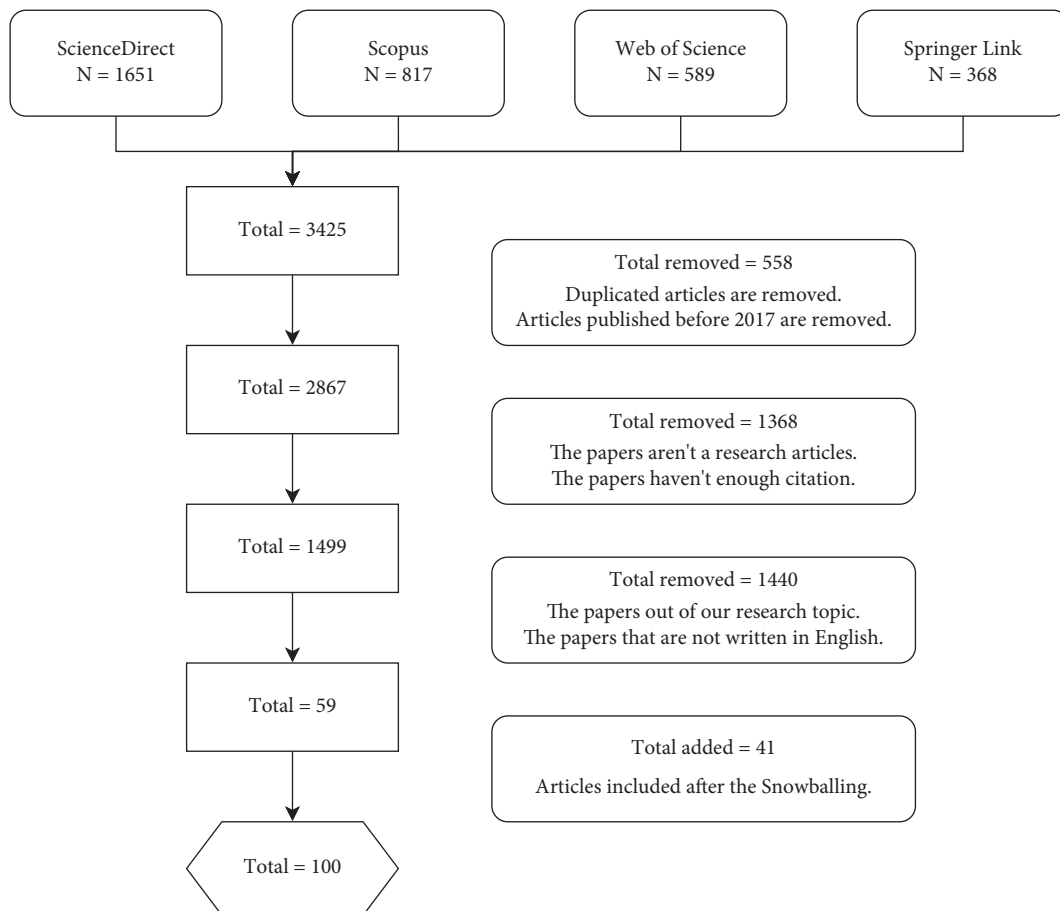 ScienceDirect
N = 1651
Scopus
N = 817
Web of Science
N = 589
Springer Link
N = 368
Total = 3425
Total removed = 558
Duplicated articles are removed.
Articles published before 2017 are removed.
Total = 2867
Total removed = 1368
The papers aren't a research articles.
The papers haven't enough citation.
Total = 1499
Total removed = 1440
The papers out of our research topic.
The papers that are not written in English.
Total = 59
Total added = 41
Articles included after the Snowballing.
Total = 100